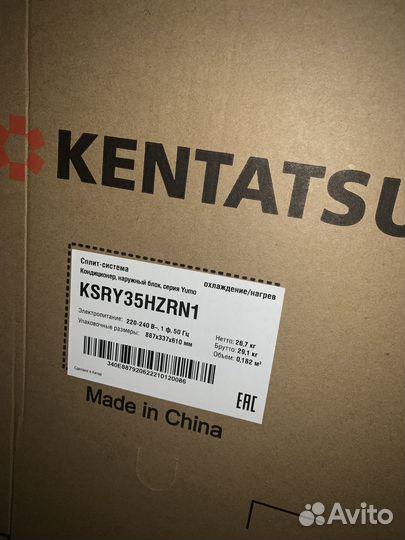 KENTATSU
Сплит-система
охлаждение/нагрев
Кондиционер, наружный блок, серия Yumo
KSRY35HZRN1
Электропитание: 220-240 В~, 1 ф, 50 Гц
Упаковочные размеры: 887x337x610 мм
Нетто: 26,7 кг
Брутто: 29,1 кг
Объем: 0,182 м³
340E887920622210120086
Сделано в Китае
EAC
Made in China
Avito